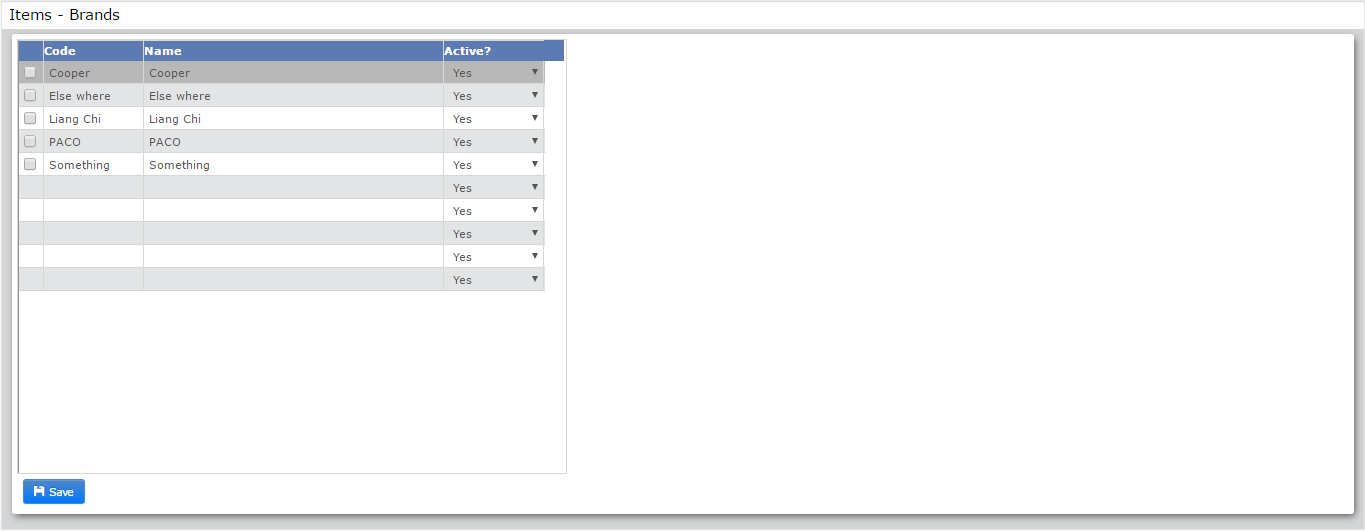 Items - Brands
Code Name Active?
Cooper Cooper Yes
Else where Else where Yes
Liang Chi Liang Chi Yes
PACO PACO Yes
Something Something Yes
Yes
Yes
Yes
Yes
Yes
Save